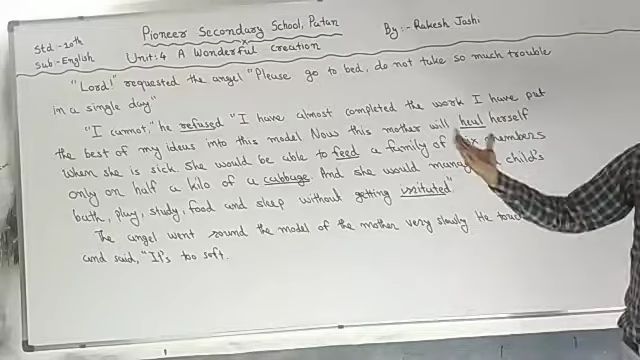 Std - 10th
Sub:- English
Pioneer Secondary School, Patan
Unit:4 A Wonderful Creation
By:- Rakesh Joshi
"Lord!" requested the angel "Please go to bed, do not take so much trouble
in a single day"
"I cannot," he refused "I have almost completed the work I have put
the best of my ideas into this model Now this mother will heal herself
when she is sick. She would be able to feed a family of six members
only on half a kilo of a cabbage And she would child's
bath, play, study, food and sleep without getting irritated"
The angel went round the model of the mother very slowly He
and said, "It's too soft.